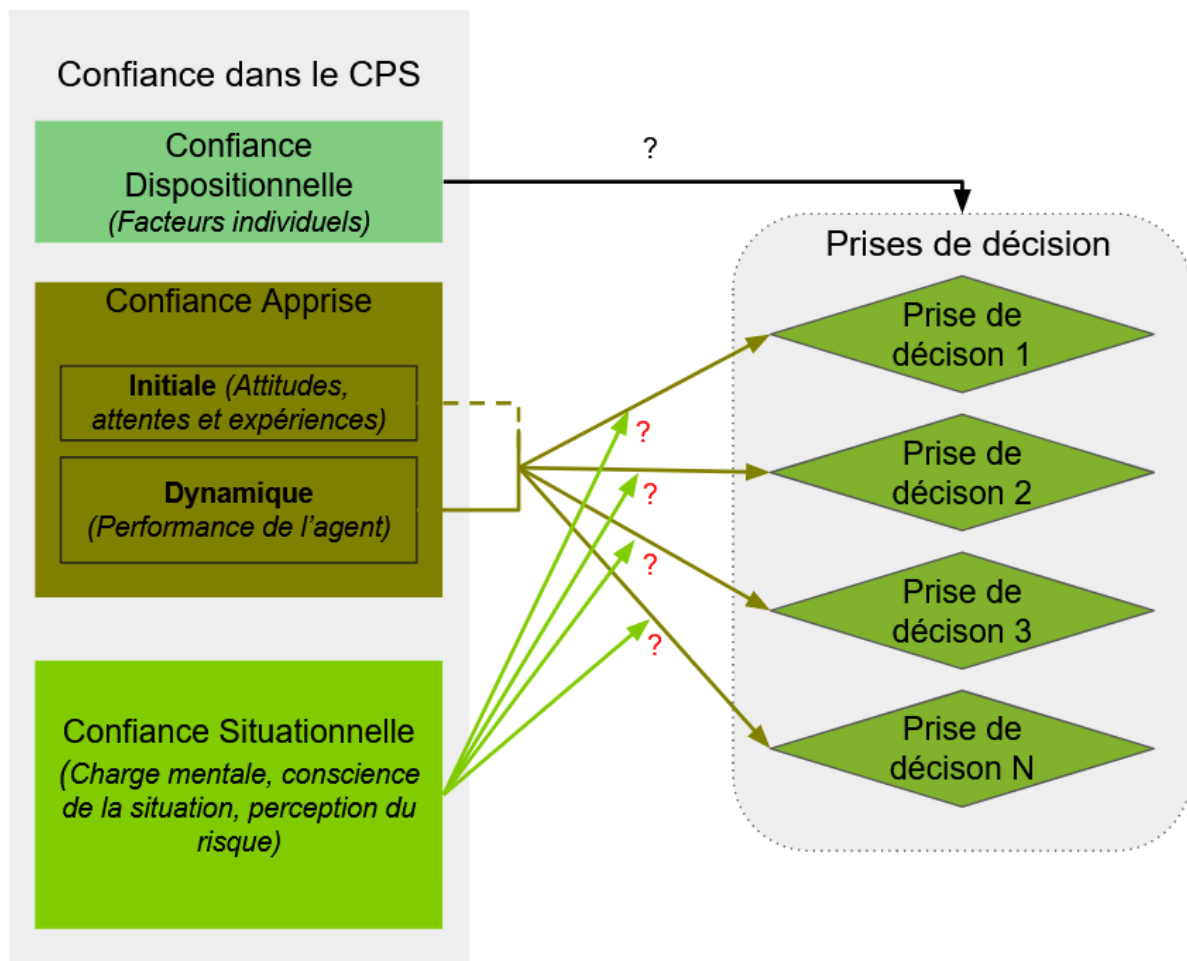 Confiance dans le CPS
Confiance
Dispositionnelle
(Facteurs individuels)
?
Prises de décision
Confiance Apprise
Initiale (Attitudes,
attentes et expériences)
Dynamique
(Performance de l'agent)
?
?
?
?
Prise de
décison 1
Prise de
décison 2
Prise de
décison 3
Prise de
décison N
Confiance Situationnelle
(Charge mentale, conscience
de la situation, perception du
risque)